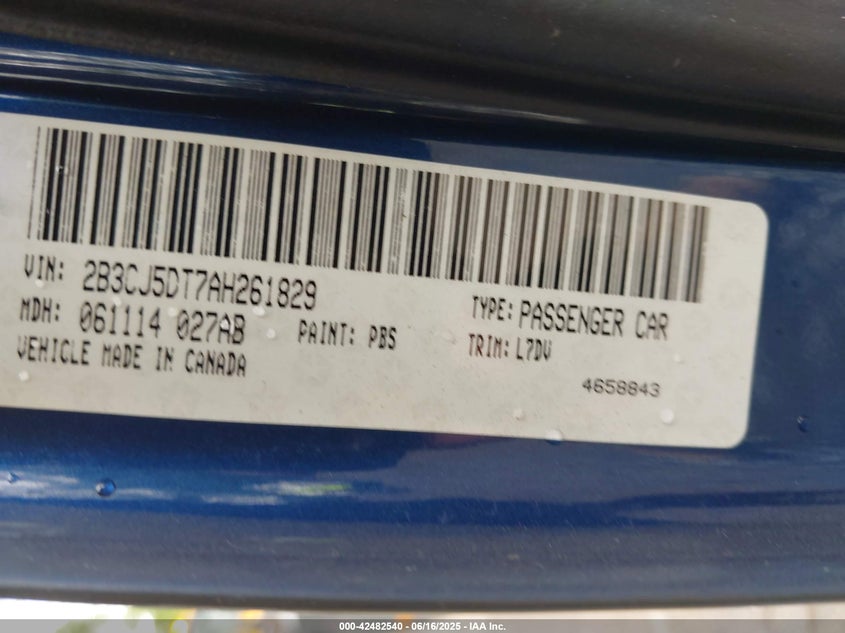 VIN: 2B3CJ5DT7AH261829 TYPE: PASSENGER CAR
MDH: 061114 027AB PAINT: PBS TRIM: L7DV
VEHICLE MADE IN CANADA
4658843
000-42482540 - 06/16/2025 - IAA Inc.